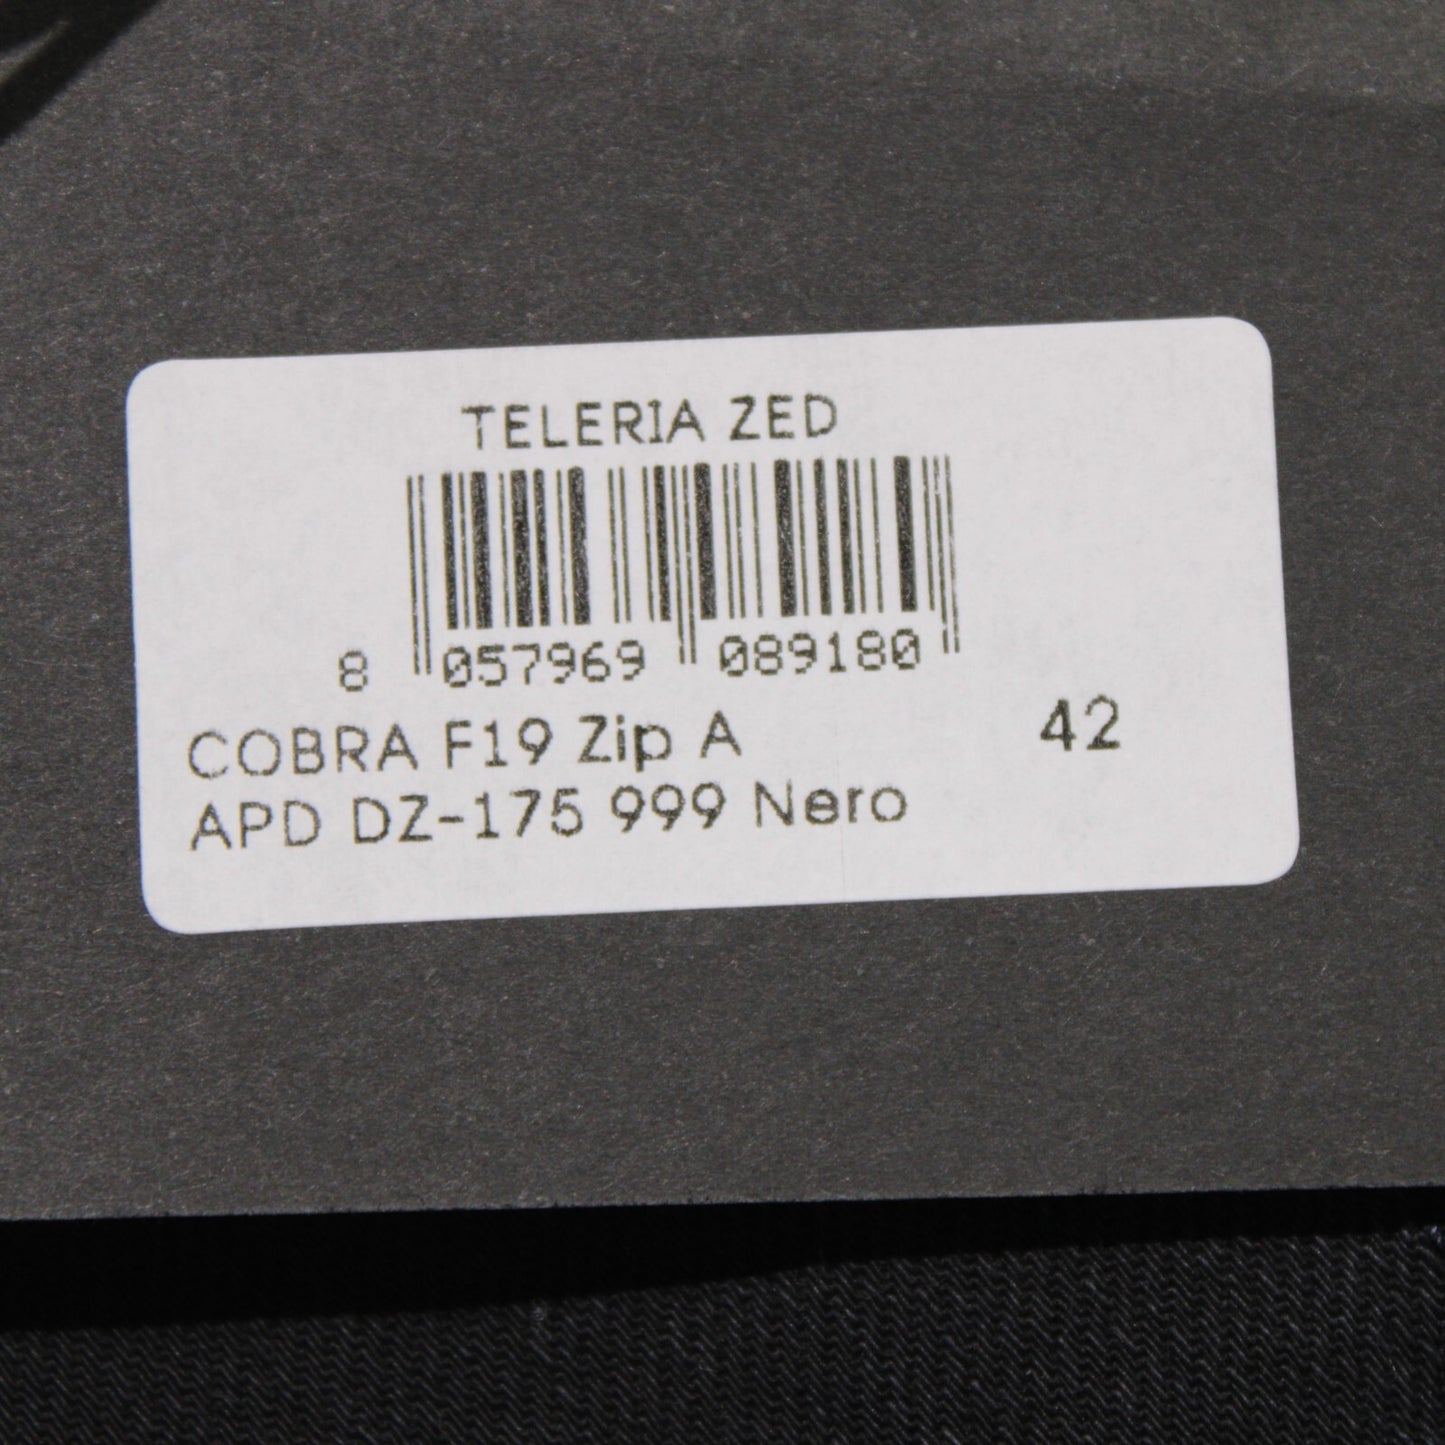 TELERIA ZED
8 057969 089180
COBRA F19 Zip A 42
APD DZ-175 999 Nero